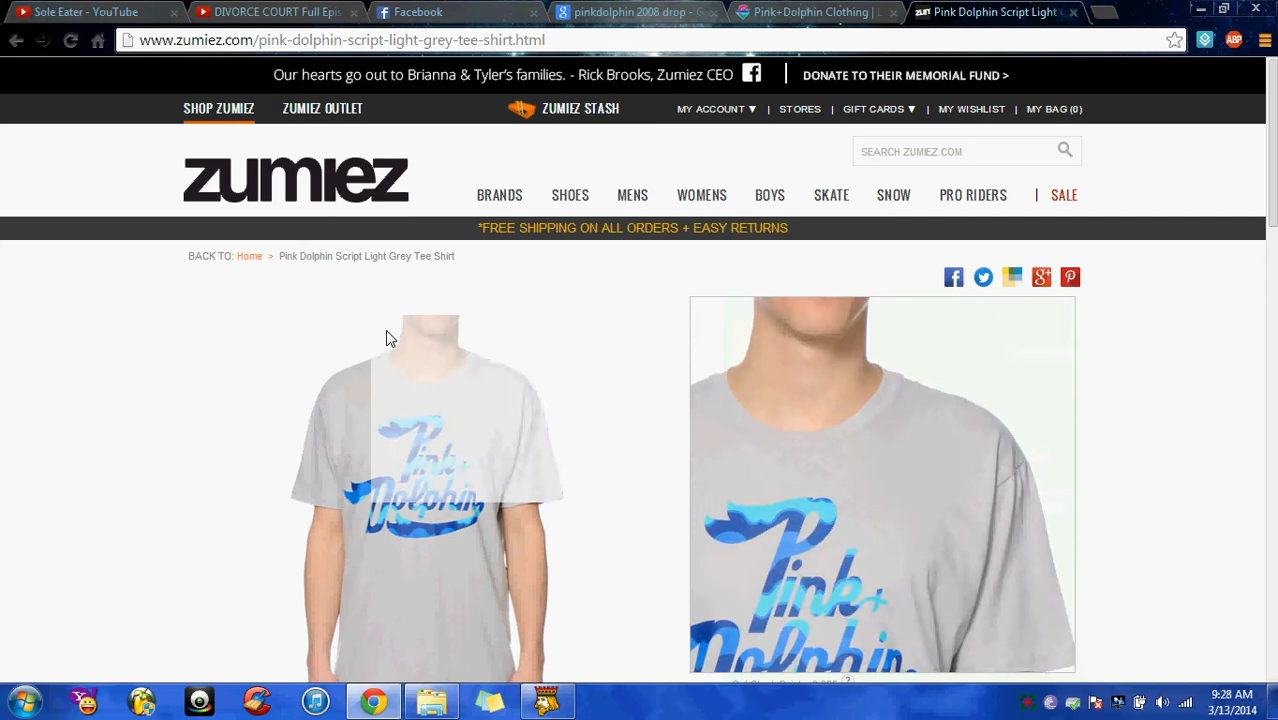 Sole Eater - YouTube
DIVORCE COURT Full Epis
Facebook
pinkdolphin 2008 drop - G
Pink+Dolphin Clothing | L
Pink Dolphin Script Light
www.zumiez.com/pink-dolphin-script-light-grey-tee-shirt.html
ABP
Our hearts go out to Brianna & Tyler's families. - Rick Brooks, Zumiez CEO
DONATE TO THEIR MEMORIAL FUND >
SHOP ZUMIEZ
ZUMIEZ OUTLET
ZUMIEZ STASH
MY ACCOUNT ▼ | STORES | GIFT CARDS ▼ | MY WISHLIST | MY BAG (0)
SEARCH ZUMIEZ.COM
zumiez
BRANDS SHOES MENS WOMENS BOYS SKATE SNOW PRO RIDERS | SALE
*FREE SHIPPING ON ALL ORDERS + EASY RETURNS
BACK TO: Home > Pink Dolphin Script Light Grey Tee Shirt
Pink+
Dolphin
Pink+
Dolphin
9:28 AM
3/13/2014